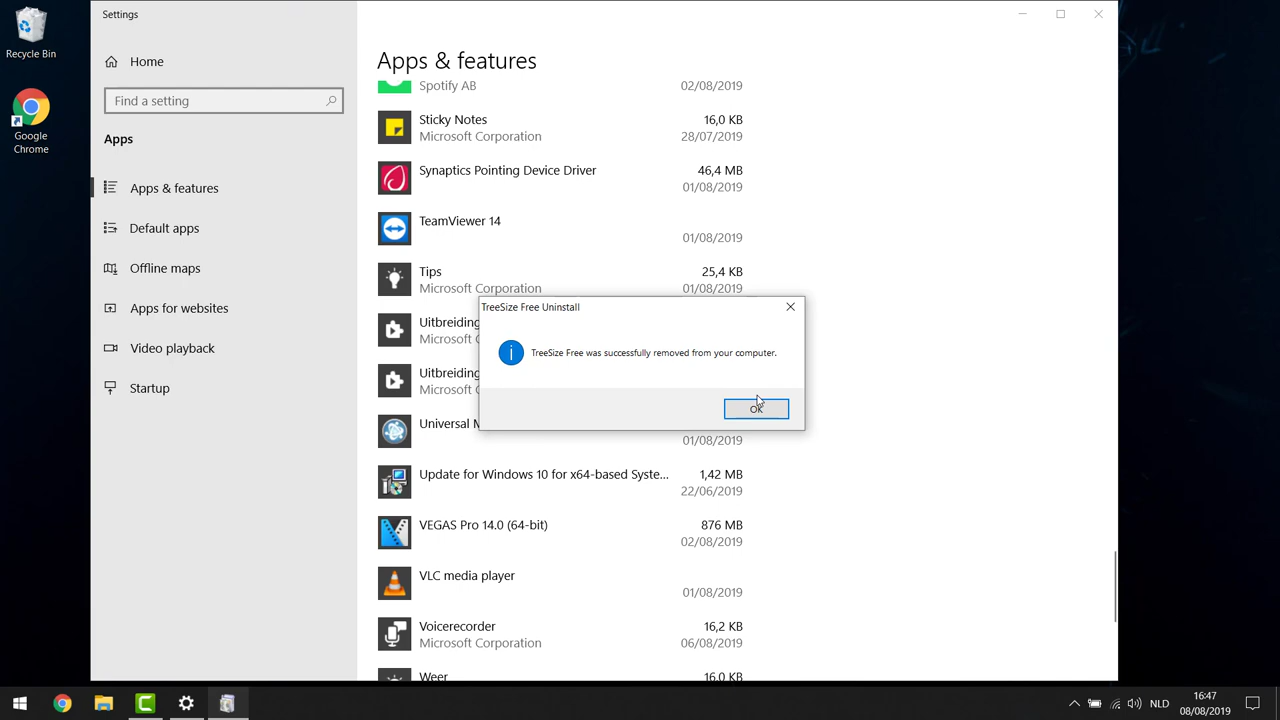 Recycle Bin
Google
Chrome
Settings
Home
Find a setting
Apps
Apps & features
Default apps
Offline maps
Apps for websites
Video playback
Startup
Apps & features
Spotify AB 02/08/2019
Sticky Notes 16,0 KB
Microsoft Corporation 28/07/2019
Synaptics Pointing Device Driver 46,4 MB
01/08/2019
TeamViewer 14
01/08/2019
Tips 25,4 KB
Microsoft Corporation 01/08/2019
Uitbreiding
Microsoft
Uitbreiding
Microsoft
Universal
01/08/2019
Update for Windows 10 for x64-based Syste... 1,42 MB
22/06/2019
VEGAS Pro 14.0 (64-bit) 876 MB
02/08/2019
VLC media player
01/08/2019
Voicerecorder 16,2 KB
Microsoft Corporation 06/08/2019
Weer 16,0 KB
TreeSize Free Uninstall
TreeSize Free was successfully removed from your computer.
OK
NLD
16:47
08/08/2019